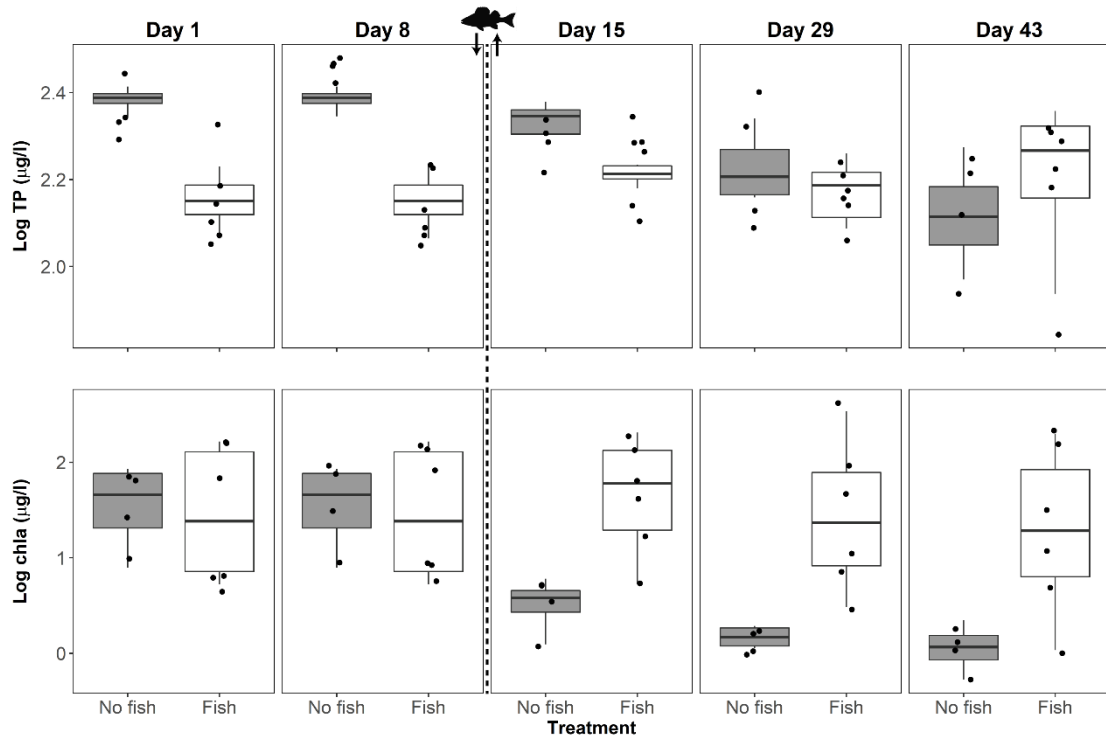 Day 1 Day 8 Day 15 Day 29 Day 43
Log TP (µg/l)
2.4
2.2
2.0
Log chla (µg/l)
2
1
0
No fish Fish No fish Fish No fish Fish No fish Fish No fish Fish
Treatment